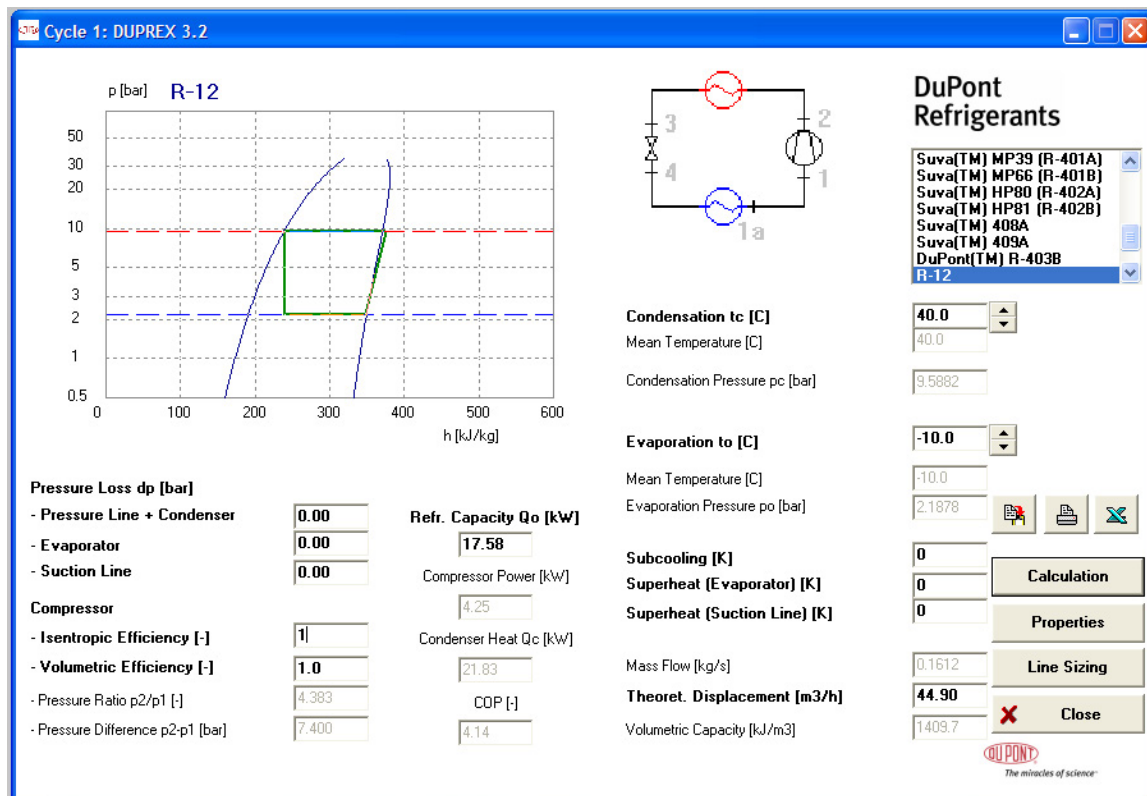 Cycle 1: DUPREX 3.2
p [bar] R-12
50
30
20
10
5
3
2
1
0.5
0 100 200 300 400 500 600
h [kJ/kg]
3
2
4
1
1a
DuPont
Refrigerants
Suva(TM) MP39 (R-401A)
Suva(TM) MP66 (R-401B)
Suva(TM) HP80 (R-402A)
Suva(TM) HP81 (R-402B)
Suva(TM) 408A
Suva(TM) 409A
DuPont(TM) R-403B
R-12
Condensation tc [C] 40.0
Mean Temperature [C] 40.0
Condensation Pressure pc [bar] 9.5882
Evaporation to [C] -10.0
Mean Temperature [C] -10.0
Evaporation Pressure po [bar] 2.1878
Subcooling [K] 0
Superheat (Evaporator) [K] 0
Superheat (Suction Line) [K] 0
Mass Flow [kg/s] 0.1612
Theoret. Displacement [m3/h] 44.90
Volumetric Capacity [kJ/m3] 1409.7
Pressure Loss dp [bar]
- Pressure Line + Condenser 0.00
- Evaporator 0.00
- Suction Line 0.00
Compressor
- Isentropic Efficiency [-] 1
- Volumetric Efficiency [-] 1.0
- Pressure Ratio p2/p1 [-] 4.383
- Pressure Difference p2-p1 [bar] 7.400
Refr. Capacity Qo [kW]
17.58
Compressor Power [kW]
4.25
Condenser Heat Qc [kW]
21.83
COP [-]
4.14
Calculation
Properties
Line Sizing
Close
DUPONT
The miracles of science™